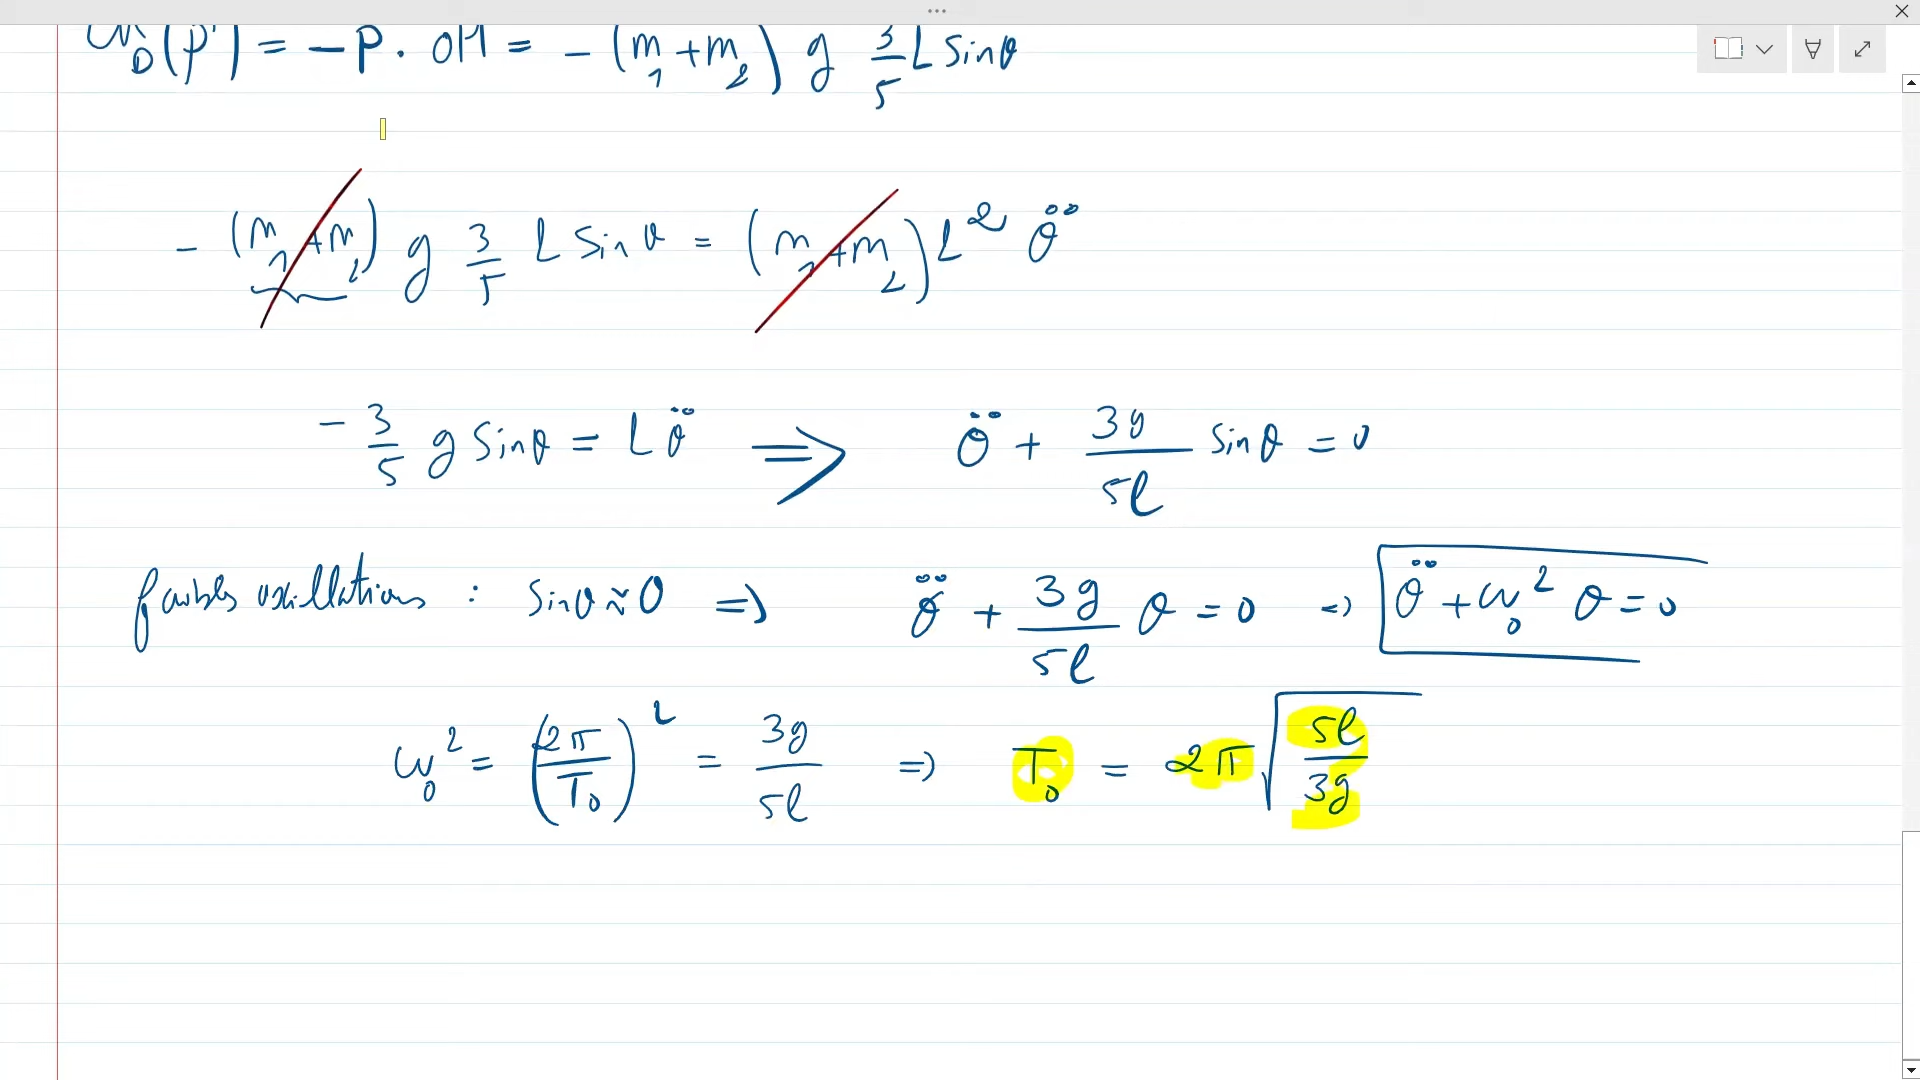 (P) = -P · OM = - (m₁+m₂) g 3/5 L sinθ
- (m₁+m₂) g 3/5 L sinθ = (m₁+m₂) L² θ̈
- 3/5 g sinθ = L θ̈ ⟹ θ̈ + 3g/5l sinθ = 0
faibles oscillations : sinθ ≈ θ ⇒ θ̈ + 3g/5l θ = 0 ⇒ θ̈ + ω₀² θ = 0
ω₀² = (2π/T₀)² = 3g/5l ⇒ T₀ = 2π √(5l/3g)